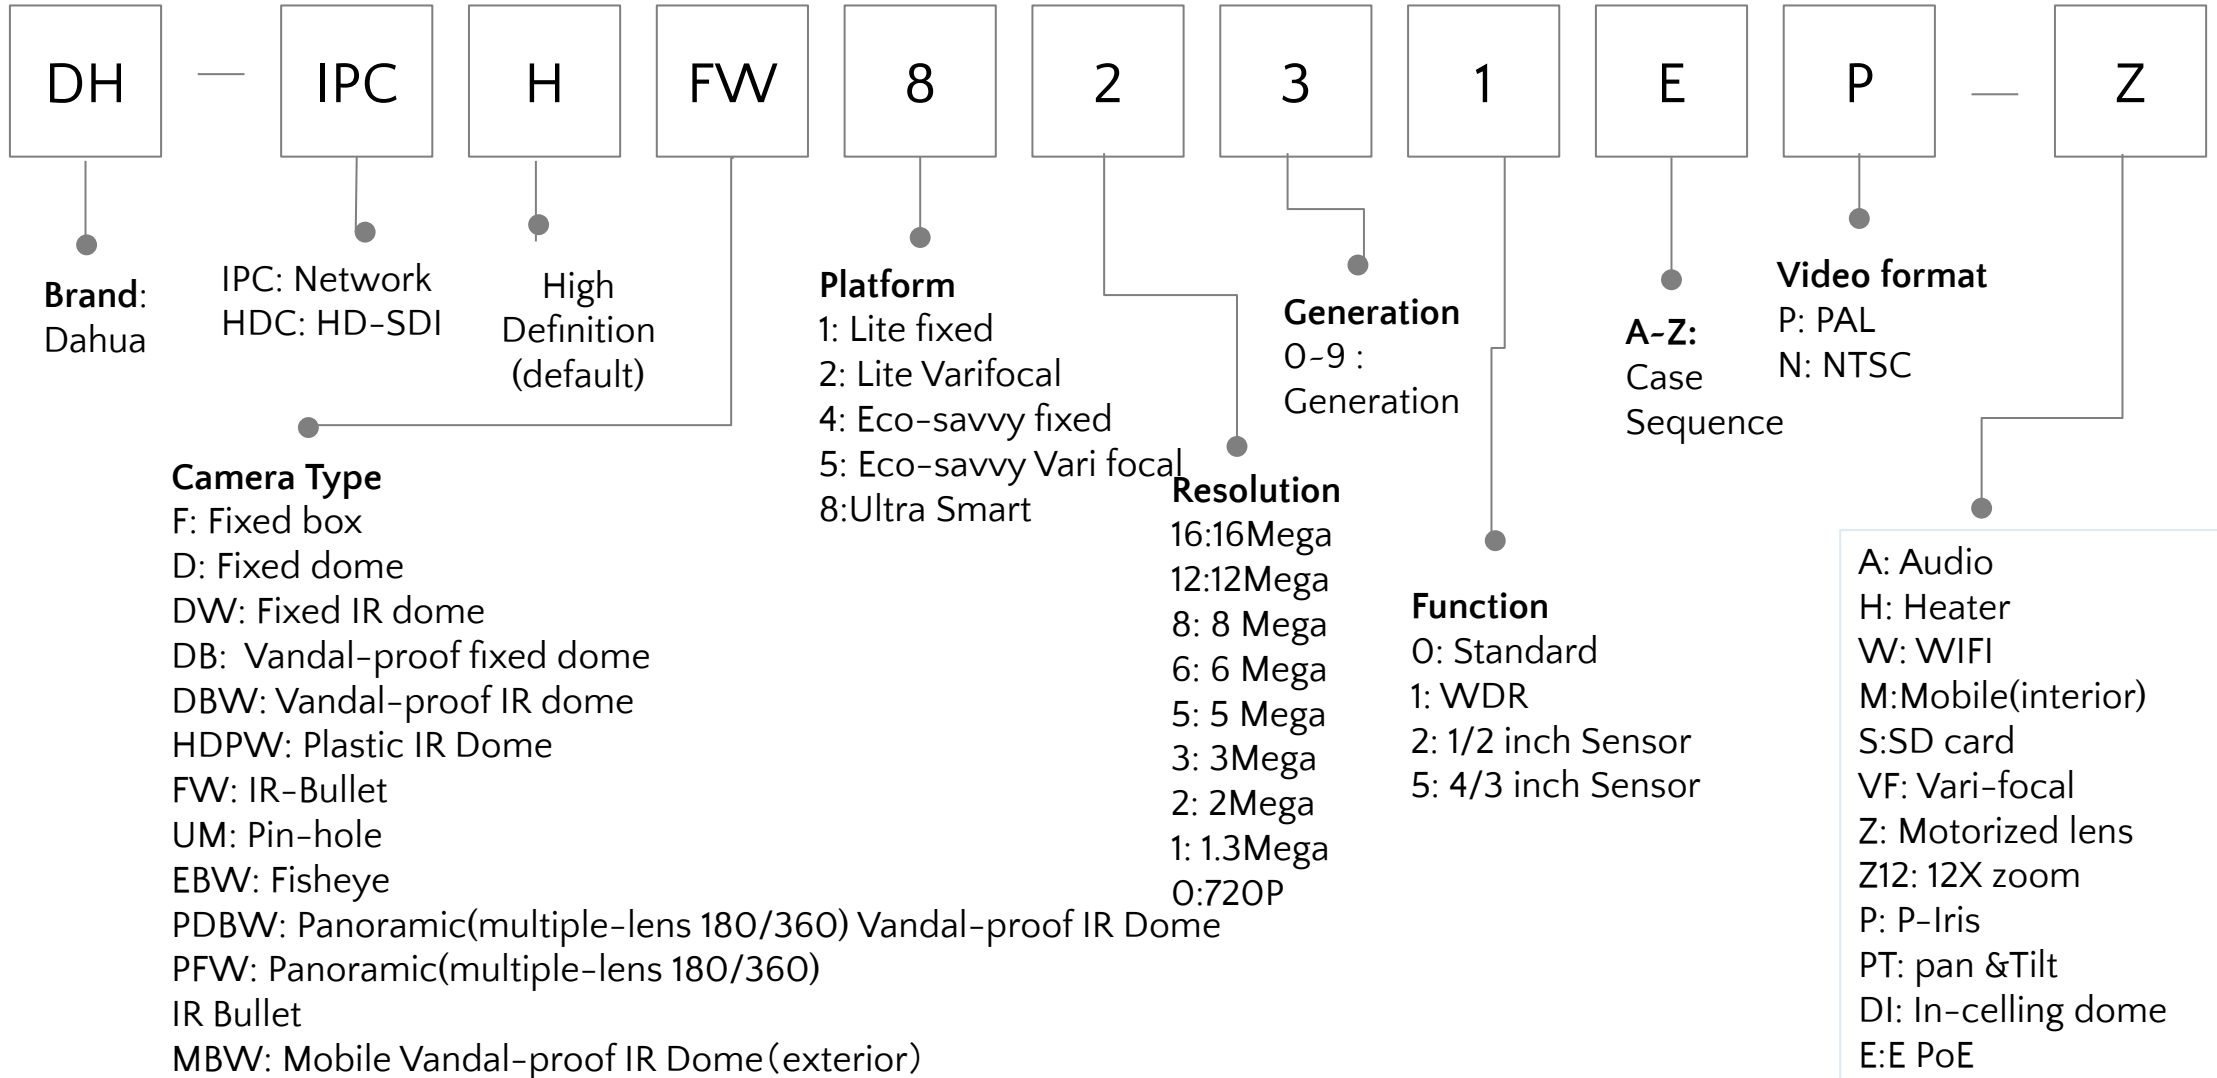 DH — IPC H FW 8 2 3 1 E P — Z
Brand:
Dahua
IPC: Network
HDC: HD-SDI
High
Definition
(default)
Camera Type
F: Fixed box
D: Fixed dome
DW: Fixed IR dome
DB: Vandal-proof fixed dome
DBW: Vandal-proof IR dome
HDPW: Plastic IR Dome
FW: IR-Bullet
UM: Pin-hole
EBW: Fisheye
PDBW: Panoramic(multiple-lens 180/360) Vandal-proof IR Dome
PFW: Panoramic(multiple-lens 180/360)
IR Bullet
MBW: Mobile Vandal-proof IR Dome（exterior）
Platform
1: Lite fixed
2: Lite Varifocal
4: Eco-savvy fixed
5: Eco-savvy Vari focal
8:Ultra Smart
Resolution
16:16Mega
12:12Mega
8: 8 Mega
6: 6 Mega
5: 5 Mega
3: 3Mega
2: 2Mega
1: 1.3Mega
0:720P
Generation
0~9 :
Generation
Function
0: Standard
1: WDR
2: 1/2 inch Sensor
5: 4/3 inch Sensor
A~Z:
Case
Sequence
Video format
P: PAL
N: NTSC
A: Audio
H: Heater
W: WIFI
M:Mobile(interior)
S:SD card
VF: Vari-focal
Z: Motorized lens
Z12: 12X zoom
P: P-Iris
PT: pan &Tilt
DI: In-celling dome
E:E PoE